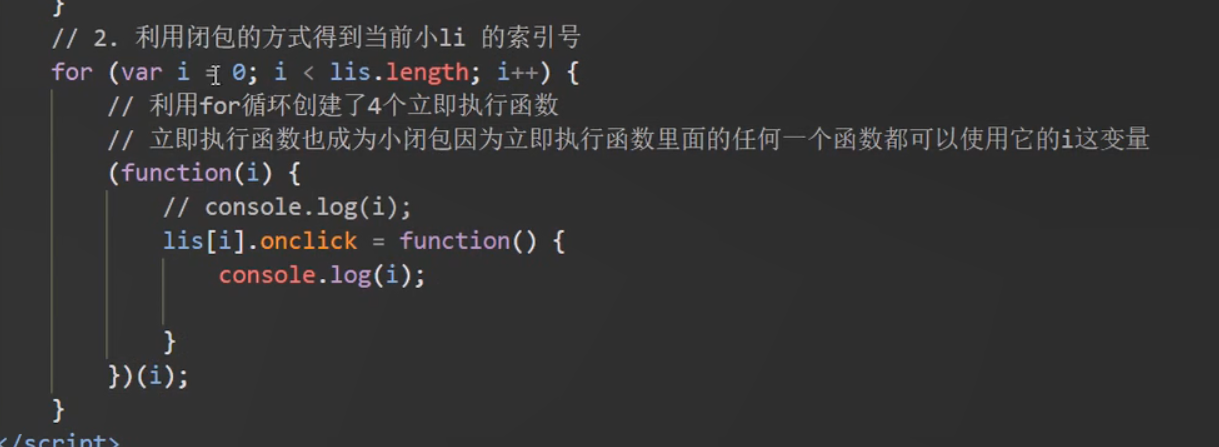 }
// 2. 利用闭包的方式得到当前小li 的索引号
for (var i = 0; i < lis.length; i++) {
// 利用for循环创建了4个立即执行函数
// 立即执行函数也成为小闭包因为立即执行函数里面的任何一个函数都可以使用它的i这变量
(function(i) {
// console.log(i);
lis[i].onclick = function() {
console.log(i);
}
})(i);
}
</script>